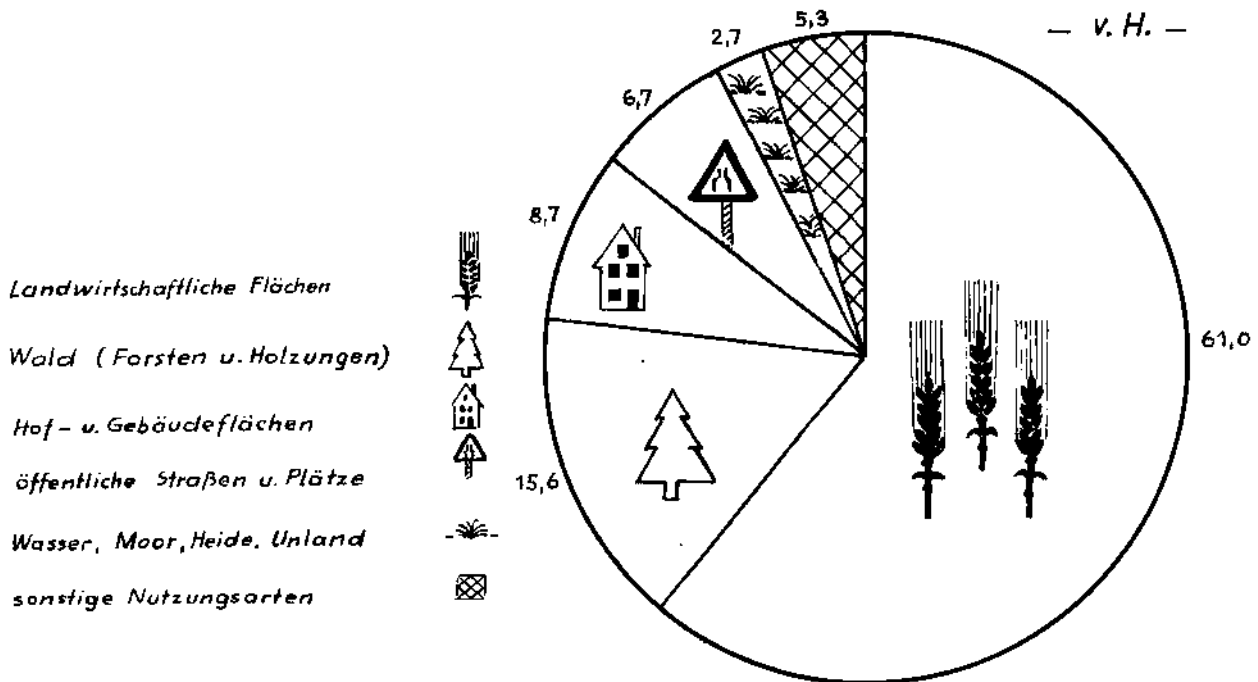 – v. H. –
5,3
2,7
6,7
8,7
61,0
15,6
Landwirtschaftliche Flächen
Wald (Forsten u. Holzungen)
Hof- u. Gebäudeflächen
öffentliche Straßen u. Plätze
Wasser, Moor, Heide, Unland
sonstige Nutzungsarten